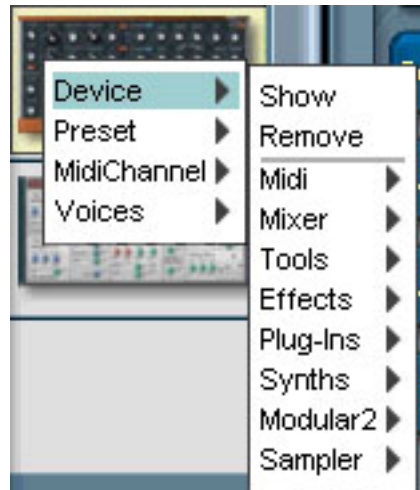 Device
Preset
MidiChannel
Voices
Show
Remove
Midi
Mixer
Tools
Effects
Plug-Ins
Synths
Modular2
Sampler